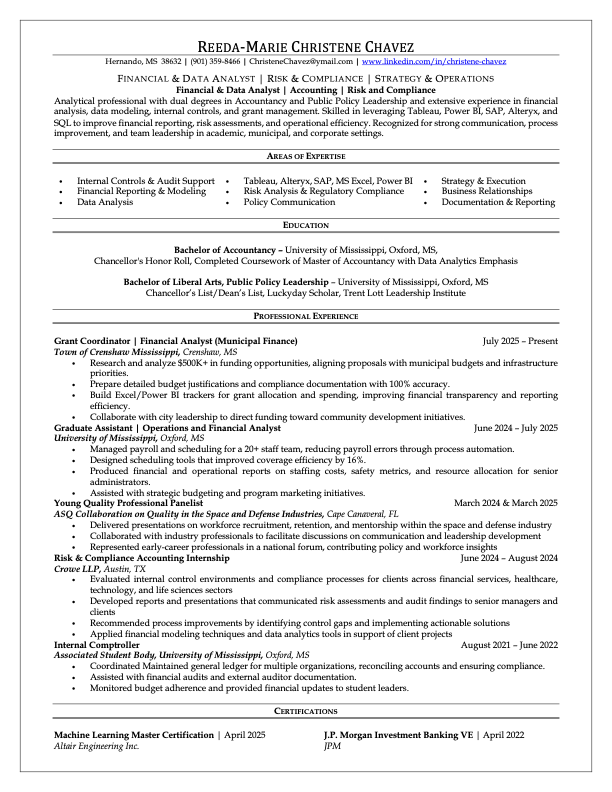 REEDA-MARIE CHRISTENE CHAVEZ
Hernando, MS 38632 | (901) 359-8466 | ChristeneChavez@ymail.com | www.linkedin.com/in/christene-chavez
FINANCIAL & DATA ANALYST | RISK & COMPLIANCE | STRATEGY & OPERATIONS
Financial & Data Analyst | Accounting | Risk and Compliance
Analytical professional with dual degrees in Accountancy and Public Policy Leadership and extensive experience in financial
analysis, data modeling, internal controls, and grant management. Skilled in leveraging Tableau, Power BI, SAP, Alteryx, and
SQL to improve financial reporting, risk assessments, and operational efficiency. Recognized for strong communication, process
improvement, and team leadership in academic, municipal, and corporate settings.
AREAS OF EXPERTISE
• Internal Controls & Audit Support • Tableau, Alteryx, SAP, MS Excel, Power BI • Strategy & Execution
• Financial Reporting & Modeling • Risk Analysis & Regulatory Compliance • Business Relationships
• Data Analysis • Policy Communication • Documentation & Reporting
EDUCATION
Bachelor of Accountancy – University of Mississippi, Oxford, MS,
Chancellor's Honor Roll, Completed Coursework of Master of Accountancy with Data Analytics Emphasis
Bachelor of Liberal Arts, Public Policy Leadership – University of Mississippi, Oxford, MS
Chancellor's List/Dean's List, Luckyday Scholar, Trent Lott Leadership Institute
PROFESSIONAL EXPERIENCE
Grant Coordinator | Financial Analyst (Municipal Finance) July 2025 – Present
Town of Crenshaw Mississippi, Crenshaw, MS
• Research and analyze $500K+ in funding opportunities, aligning proposals with municipal budgets and infrastructure
priorities.
• Prepare detailed budget justifications and compliance documentation with 100% accuracy.
• Build Excel/Power BI trackers for grant allocation and spending, improving financial transparency and reporting
efficiency.
• Collaborate with city leadership to direct funding toward community development initiatives.
Graduate Assistant | Operations and Financial Analyst June 2024 – July 2025
University of Mississippi, Oxford, MS
• Managed payroll and scheduling for a 20+ staff team, reducing payroll errors through process automation.
• Designed scheduling tools that improved coverage efficiency by 16%.
• Produced financial and operational reports on staffing costs, safety metrics, and resource allocation for senior
administrators.
• Assisted with strategic budgeting and program marketing initiatives.
Young Quality Professional Panelist March 2024 & March 2025
ASQ Collaboration on Quality in the Space and Defense Industries, Cape Canaveral, FL
• Delivered presentations on workforce recruitment, retention, and mentorship within the space and defense industry
• Collaborated with industry professionals to facilitate discussions on communication and leadership development
• Represented early-career professionals in a national forum, contributing policy and workforce insights
Risk & Compliance Accounting Internship June 2024 – August 2024
Crowe LLP, Austin, TX
• Evaluated internal control environments and compliance processes for clients across financial services, healthcare,
technology, and life sciences sectors
• Developed reports and presentations that communicated risk assessments and audit findings to senior managers and
clients
• Recommended process improvements by identifying control gaps and implementing actionable solutions
• Applied financial modeling techniques and data analytics tools in support of client projects
Internal Comptroller August 2021 – June 2022
Associated Student Body, University of Mississippi, Oxford, MS
• Coordinated Maintained general ledger for multiple organizations, reconciling accounts and ensuring compliance.
• Assisted with financial audits and external auditor documentation.
• Monitored budget adherence and provided financial updates to student leaders.
CERTIFICATIONS
Machine Learning Master Certification | April 2025 J.P. Morgan Investment Banking VE | April 2022
Altair Engineering Inc. JPM